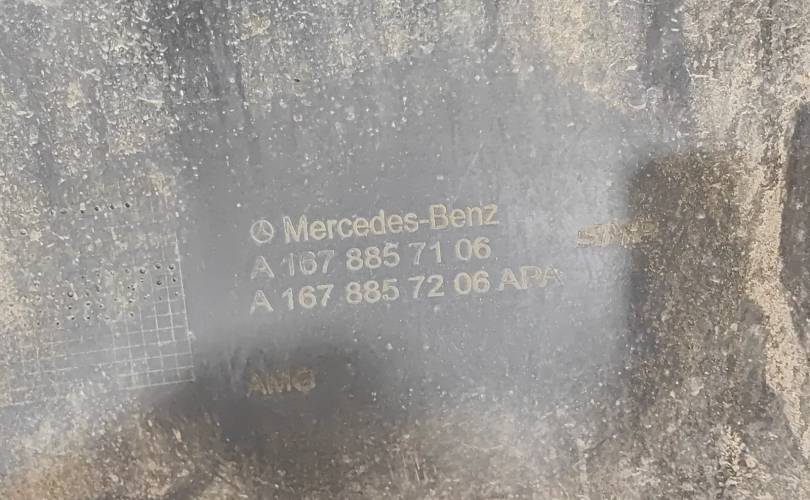 Mercedes-Benz
A 167 885 71 06
A 167 885 72 06 APA
AMG